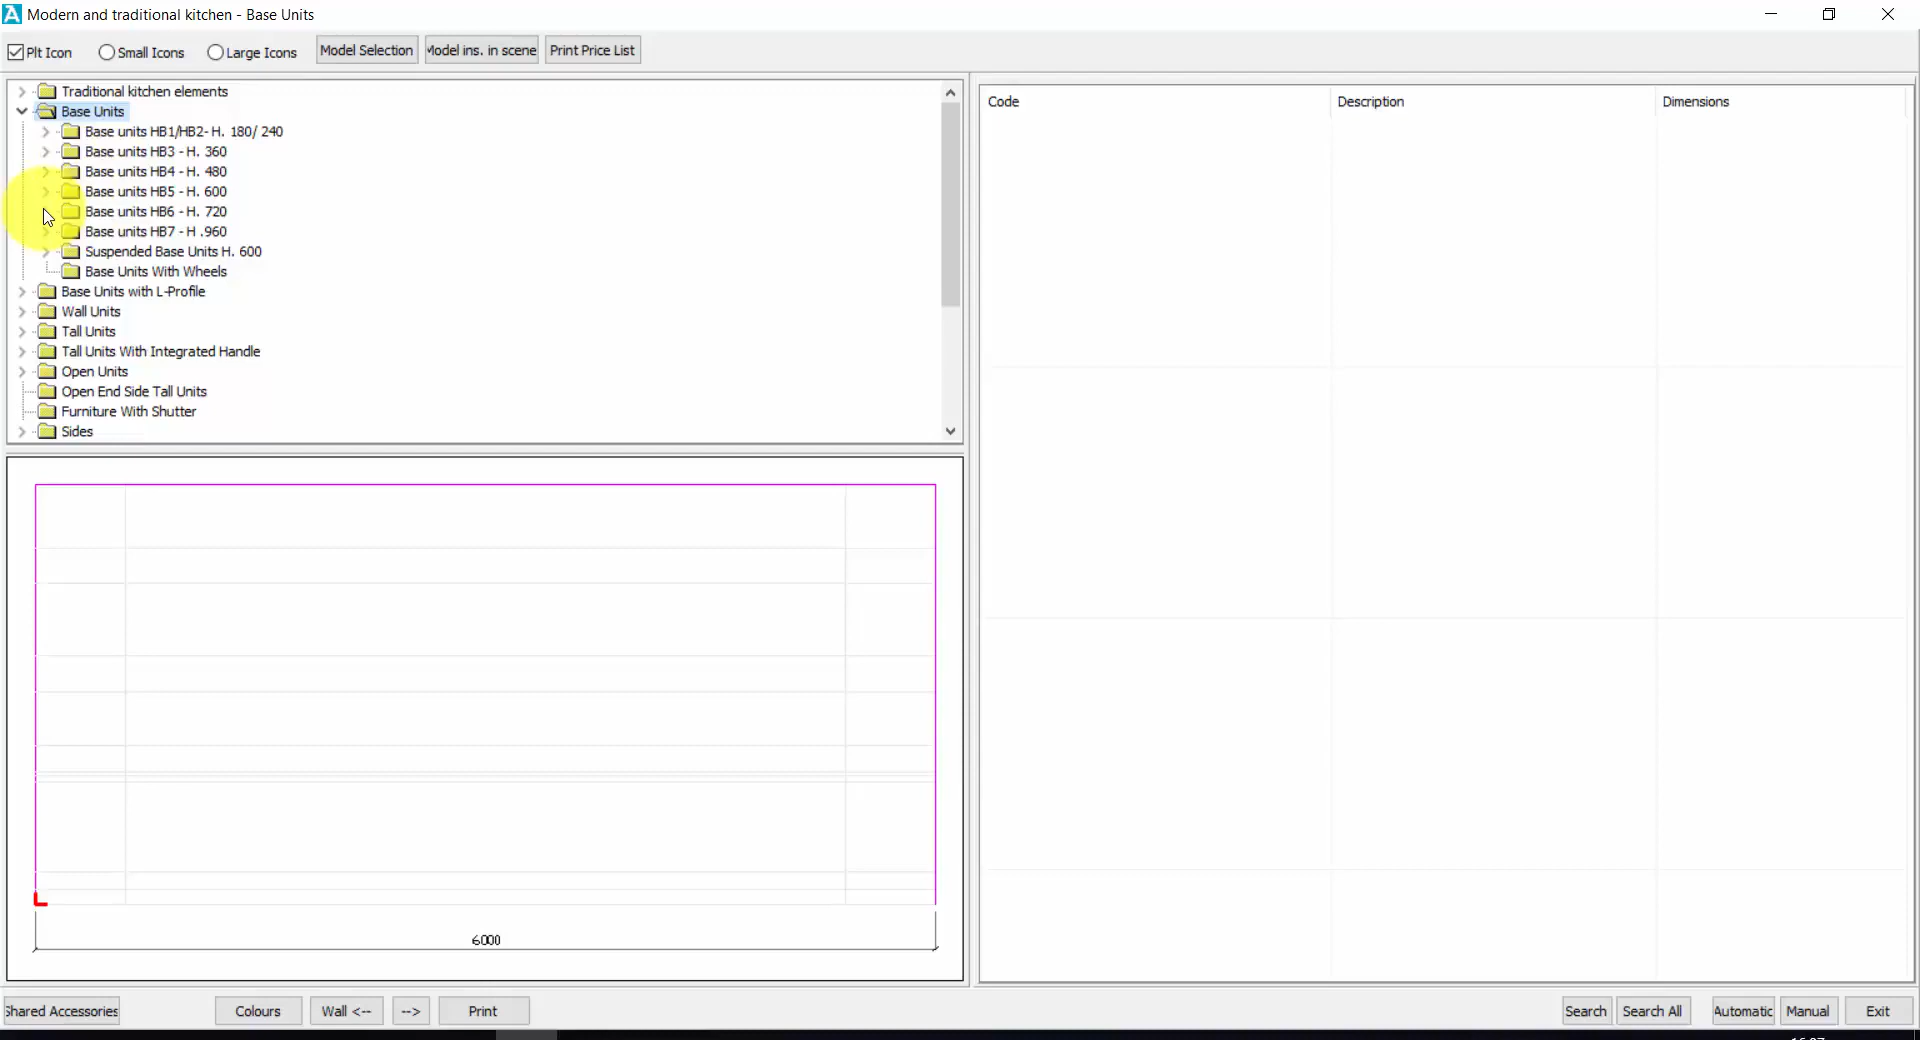 Modern and traditional kitchen - Base Units
Plt Icon Small Icons Large Icons Model Selection Model ins. in scene Print Price List
Traditional kitchen elements
Base Units
Base units HB1/HB2- H. 180/ 240
Base units HB3 - H. 360
Base units HB4 - H. 480
Base units HB5 - H. 600
Base units HB6 - H. 720
Base units HB7 - H .960
Suspended Base Units H. 600
Base Units With Wheels
Base Units with L-Profile
Wall Units
Tall Units
Tall Units With Integrated Handle
Open Units
Open End Side Tall Units
Furniture With Shutter
Sides
Code Description Dimensions
6000
Shared Accessories Colours Wall <-- --> Print Search Search All Automatic Manual Exit